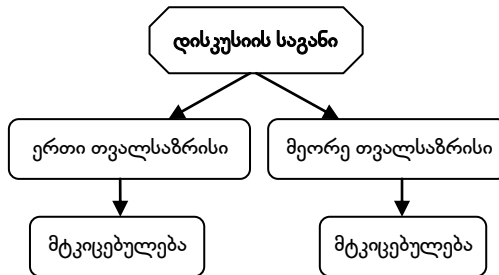 დისკუსიის საგანი
ერთი თვალსაზრისი
მეორე თვალსაზრისი
მტკიცებულება
მტკიცებულება